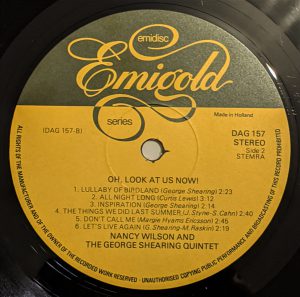 emidisc
Emigold
series
Made in Holland
(DAG 157-B)
DAG 157
STEREO
Side 2
STEMRA
OH, LOOK AT US NOW!
1. LULLABY OF BIRDLAND (George Shearing) 2:23
2. ALL NIGHT LONG (Curtis Lewis) 3:12
3. INSPIRATION (George Shearing) 2:14
4. THE THINGS WE DID LAST SUMMER (J. Styne-S. Cahn) 2:40
5. DON'T CALL ME (Margie Hyams Ericsson) 2:45
6. LET'S LIVE AGAIN (G. Shearing-M. Raskin) 2:19
NANCY WILSON AND
THE GEORGE SHEARING QUINTET
ALL RIGHTS OF THE MANUFACTURER AND OF THE OWNER OF THE RECORDED WORK RESERVED - UNAUTHORISED COPYING PUBLIC PERFORMANCE AND BROADCASTING OF THIS RECORD PROHIBITED